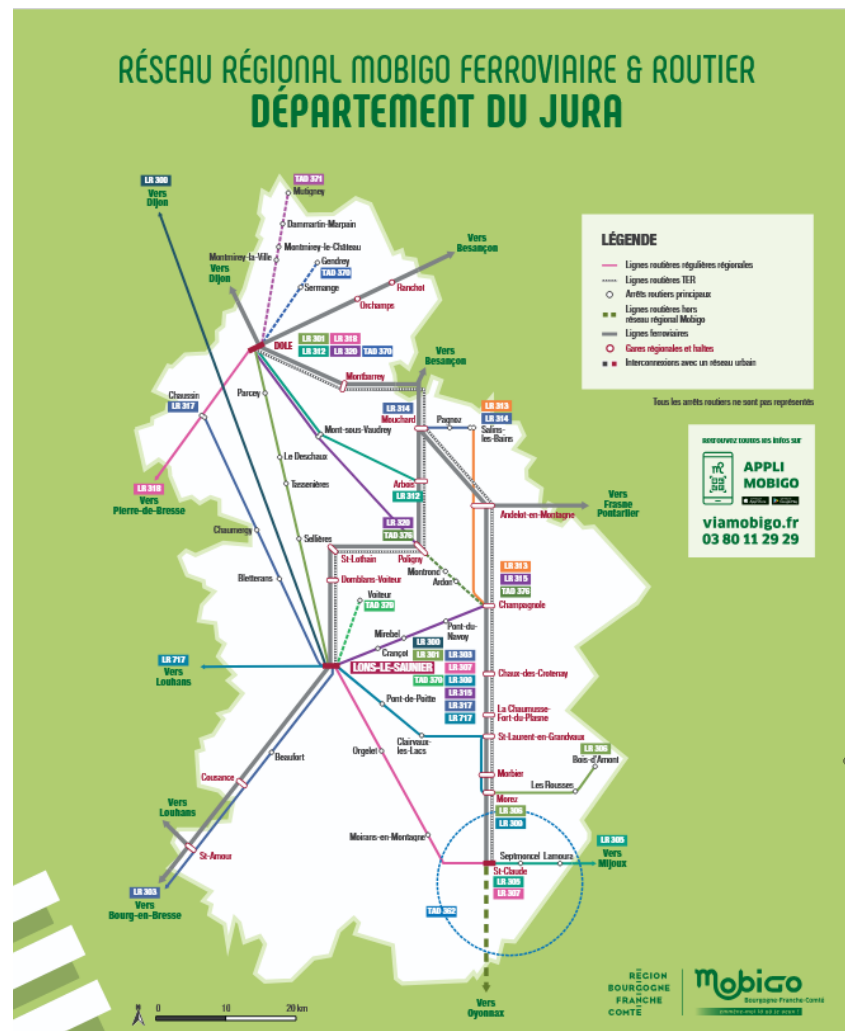 RÉSEAU RÉGIONAL MOBIGO FERROVIAIRE & ROUTIER
DÉPARTEMENT DU JURA
LR 300
Vers
Dijon
TAD 371
Mutigney
Dammartin-Marpain
Montmirey-le-Château
Montmirey-la-Ville
Gendrey
TAD 370
Sermange
Vers
Dijon
Vers
Besançon
Ranchot
Orchamps
DOLE
LR 301
LR 318
LR 312
LR 320
TAD 370
Vers
Besançon
Montbarrey
Chaussin
LR 317
Parcey
LR 314
Mouchard
Pagnoz
LR 313
LR 314
Salins-
les-Bains
Mont-sous-Vaudrey
Le Deschaux
Tassenières
Arbois
LR 312
LR 318
Vers
Pierre-de-Bresse
Andelot-en-Montagne
Vers
Frasne
Pontarlier
Chaumergy
Sellières
LR 320
TAD 376
St-Lothain
Poligny
Montrond
Ardon
LR 313
LR 315
TAD 376
Champagnole
Bletterans
Domblans-Voiteur
Voiteur
TAD 370
Pont-du-
Navoy
Mirebel
Crançot
LR 717
Vers
Louhans
LONS-LE-SAUNIER
LR 300
LR 301
LR 303
LR 307
TAD 370
LR 309
LR 315
LR 317
LR 717
Chaux-des-Crotenay
Pont-de-Poitte
La Chaumusse-
Fort-du-Plasne
Clairvaux-
les-Lacs
St-Laurent-en-Grandvaux
Orgelet
Beaufort
LR 306
Bois-d'Amont
Morbier
Les Rousses
Cousance
Morez
LR 306
LR 309
Vers
Louhans
St-Amour
Moirans-en-Montagne
Septmoncel
Lamoura
LR 305
Vers
Mijoux
St-Claude
LR 305
LR 307
LR 303
Vers
Bourg-en-Bresse
TAD 362
Vers
Oyonnax
LÉGENDE
Lignes routières régulières régionales
Lignes routières TER
Arrêts routiers principaux
Lignes routières hors
réseau régional Mobigo
Lignes ferroviaires
Gares régionales et haltes
Interconnexions avec un réseau urbain
Tous les arrêts routiers ne sont pas représentés
Retrouvez toutes les infos sur
APPLI
MOBIGO
viamobigo.fr
03 80 11 29 29
N
0
10
20 km
RÉGION
BOURGOGNE
FRANCHE
COMTÉ
Mobigo
Bourgogne Franche-Comté